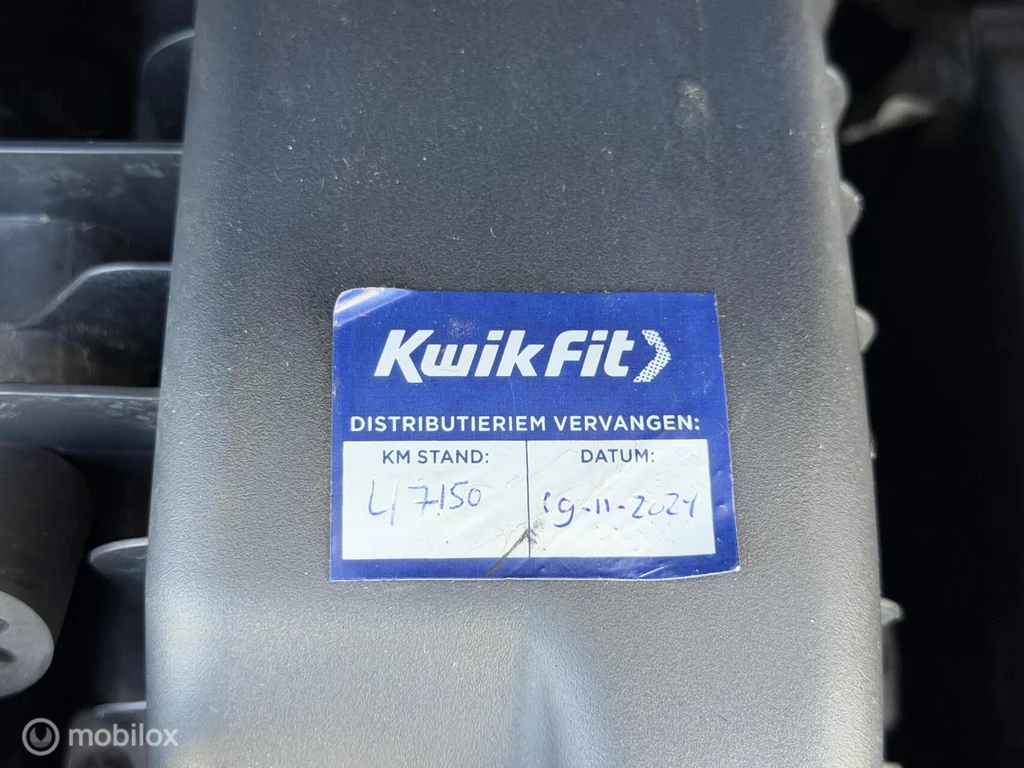 KwikFit
DISTRIBUTIERIEM VERVANGEN:
KM STAND: DATUM:
47150 19-11-2024
mobilox